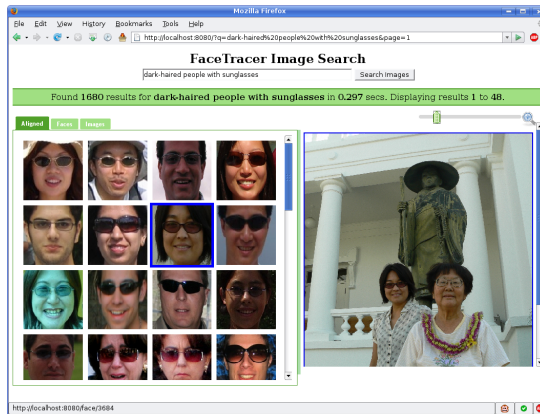 Mozilla Firefox
File Edit View History Bookmarks Tools Help
http://localhost:8080/?q=dark-haired%20people%20with%20sunglasses&page=1
FaceTracer Image Search
dark-haired people with sunglasses
Search Images
Found 1680 results for dark-haired people with sunglasses in 0.297 secs. Displaying results 1 to 48.
Aligned Faces Images
http://localhost:8080/face/3684